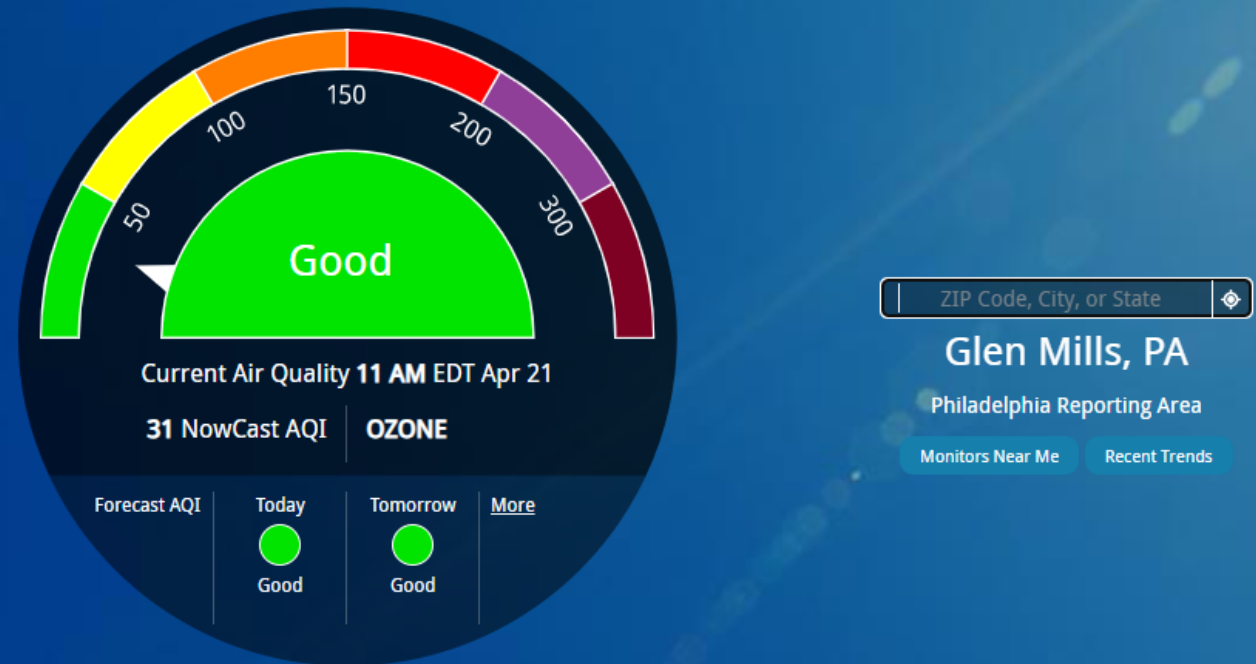 50
100
150
200
300
Good
Current Air Quality 11 AM EDT Apr 21
31 NowCast AQI OZONE
Forecast AQI Today Tomorrow More
Good Good
ZIP Code, City, or State
Glen Mills, PA
Philadelphia Reporting Area
Monitors Near Me Recent Trends